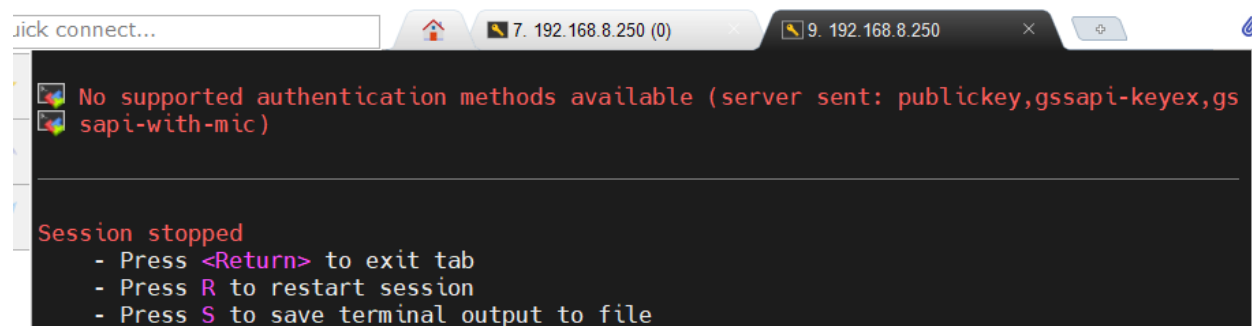 uick connect...
7. 192.168.8.250 (0)
9. 192.168.8.250
No supported authentication methods available (server sent: publickey,gssapi-keyex,gs
sapi-with-mic)
Session stopped
- Press <Return> to exit tab
- Press R to restart session
- Press S to save terminal output to file